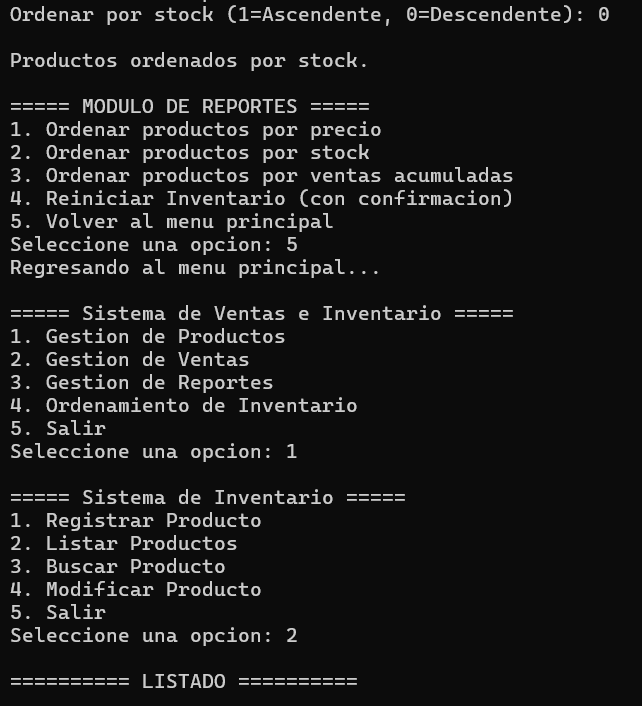 Ordenar por stock (1=Ascendente, 0=Descendente): 0
Productos ordenados por stock.
===== MODULO DE REPORTES =====
1. Ordenar productos por precio
2. Ordenar productos por stock
3. Ordenar productos por ventas acumuladas
4. Reiniciar Inventario (con confirmacion)
5. Volver al menu principal
Seleccione una opcion: 5
Regresando al menu principal...
===== Sistema de Ventas e Inventario =====
1. Gestion de Productos
2. Gestion de Ventas
3. Gestion de Reportes
4. Ordenamiento de Inventario
5. Salir
Seleccione una opcion: 1
===== Sistema de Inventario =====
1. Registrar Producto
2. Listar Productos
3. Buscar Producto
4. Modificar Producto
5. Salir
Seleccione una opcion: 2
========== LISTADO ==========